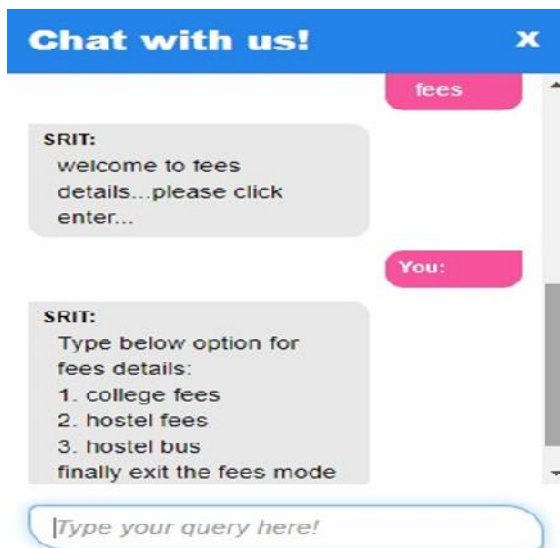 Chat with us! x
fees
SRIT:
welcome to fees
details...please click
enter...
You:
SRIT:
Type below option for
fees details:
1. college fees
2. hostel fees
3. hostel bus
finally exit the fees mode
Type your query here!